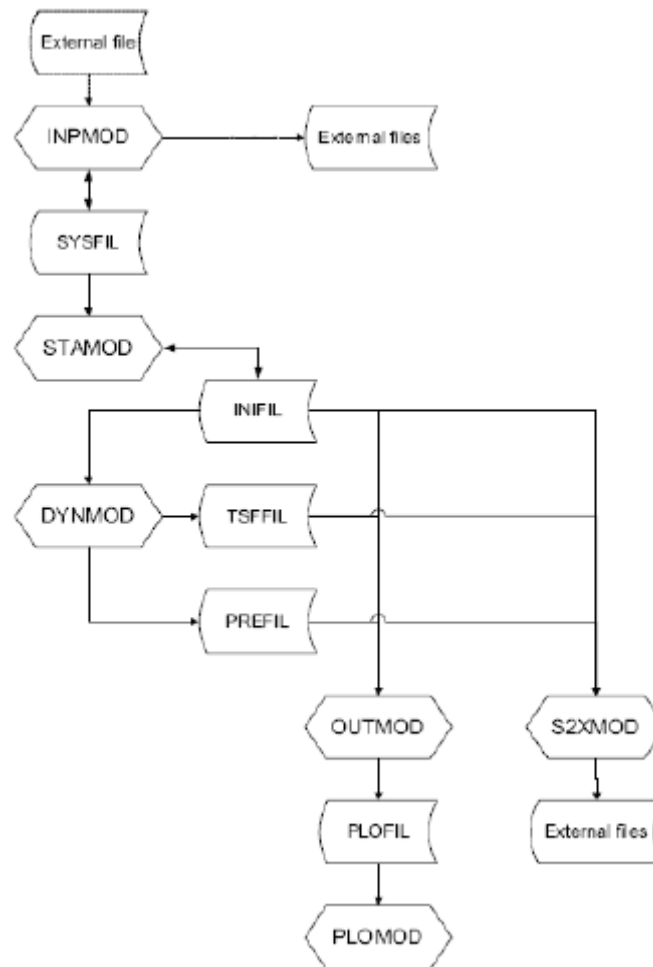 External file
INPMOD
External files
SYSFIL
STAMOD
INIFIL
DYNMOD
TSFFIL
PREFIL
OUTMOD
S2XMOD
PLOFIL
External files
PLOMOD